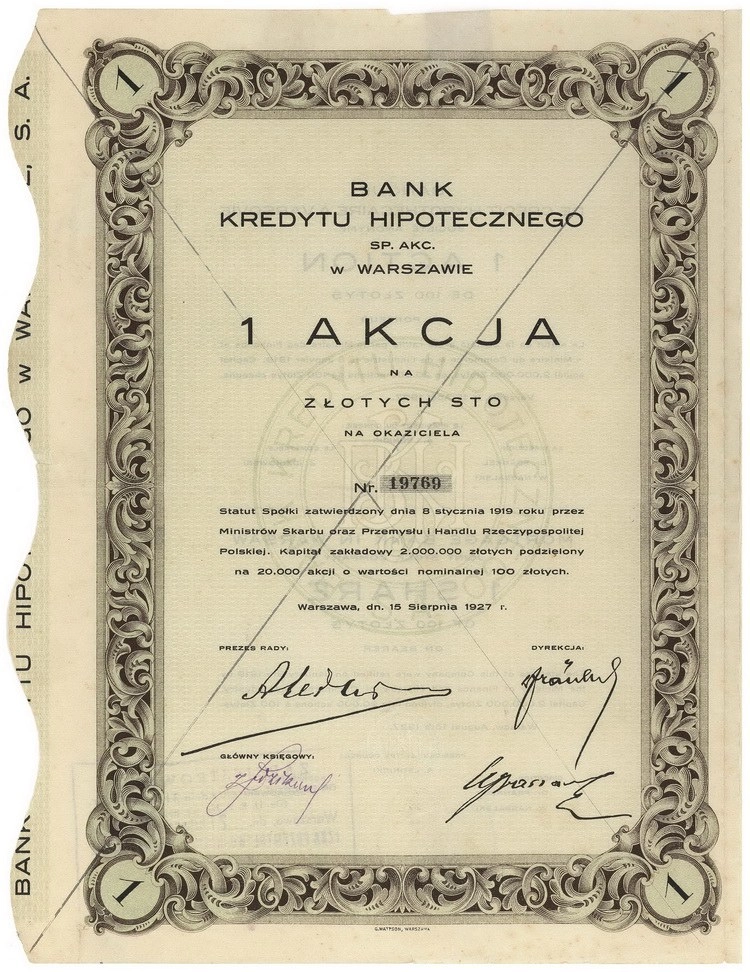 1
1
BANK
KREDYTU HIPOTECZNEGO
SP. AKC.
W WARSZAWIE
1 AKCJA
NA
ZŁOTYCH STO
NA OKAZICIELA
Nr. 19769
Statut Spółki zatwierdzony dnia 8 stycznia 1919 roku przez
Ministrów Skarbu oraz Przemysłu i Handlu Rzeczypospolitej
Polskiej. Kapitał zakładowy 2.000.000 złotych podzielony
na 20.000 akcji o wartości nominalnej 100 złotych.
Warszawa, dn. 15 Sierpnia 1927 r.
PREZES RADY:
DYREKCJA:
GŁÓWNY KSIĘGOWY:
1
1
BANK